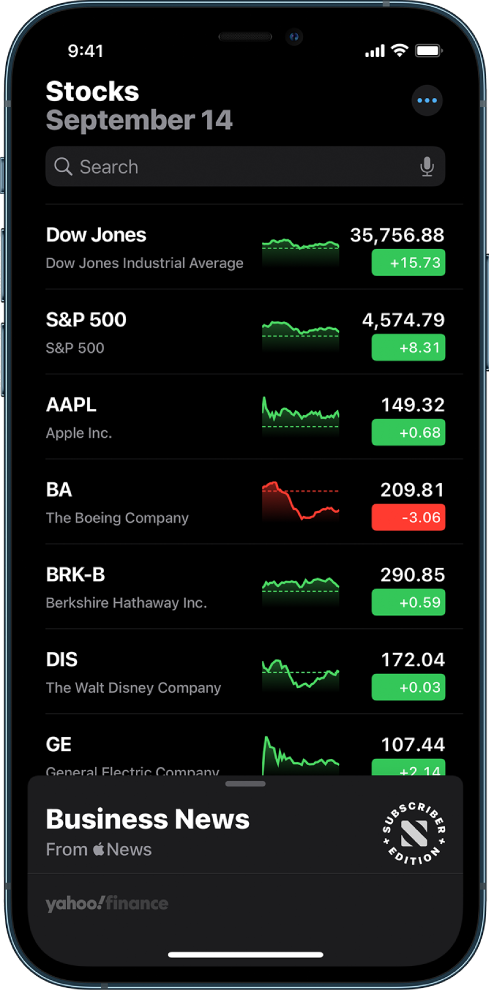 9:41
Stocks
September 14
Search
Dow Jones 35,756.88
Dow Jones Industrial Average +15.73
S&P 500 4,574.79
S&P 500 +8.31
AAPL 149.32
Apple Inc. +0.68
BA 209.81
The Boeing Company -3.06
BRK-B 290.85
Berkshire Hathaway Inc. +0.59
DIS 172.04
The Walt Disney Company +0.03
GE 107.44
General Electric Company +2.14
Business News
From News
SUBSCRIBER
EDITION
yahoo!finance